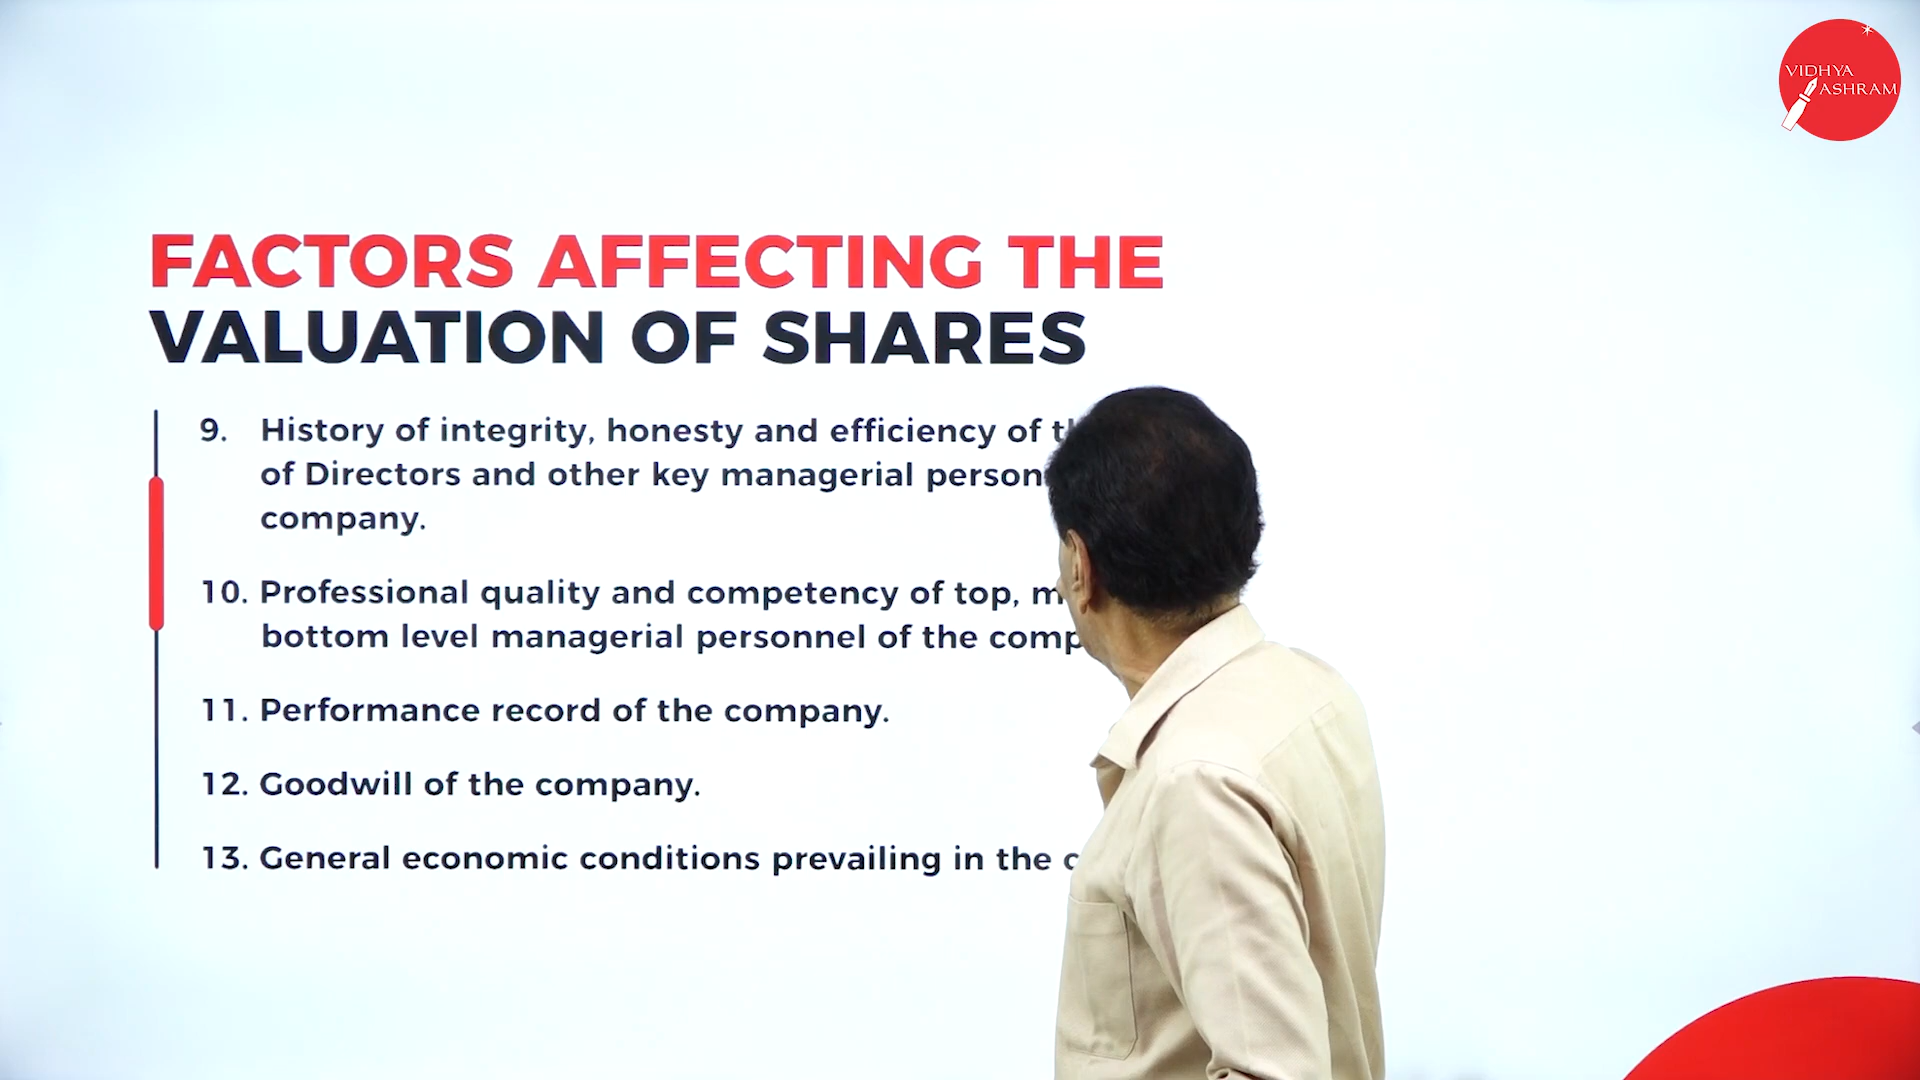 VIDHYA
ASHRAM
FACTORS AFFECTING THE
VALUATION OF SHARES
9. History of integrity, honesty and efficiency of
of Directors and other key managerial
company.
10. Professional quality and competency of top,
bottom level managerial personnel of the
11. Performance record of the company.
12. Goodwill of the company.
13. General economic conditions prevailing in the